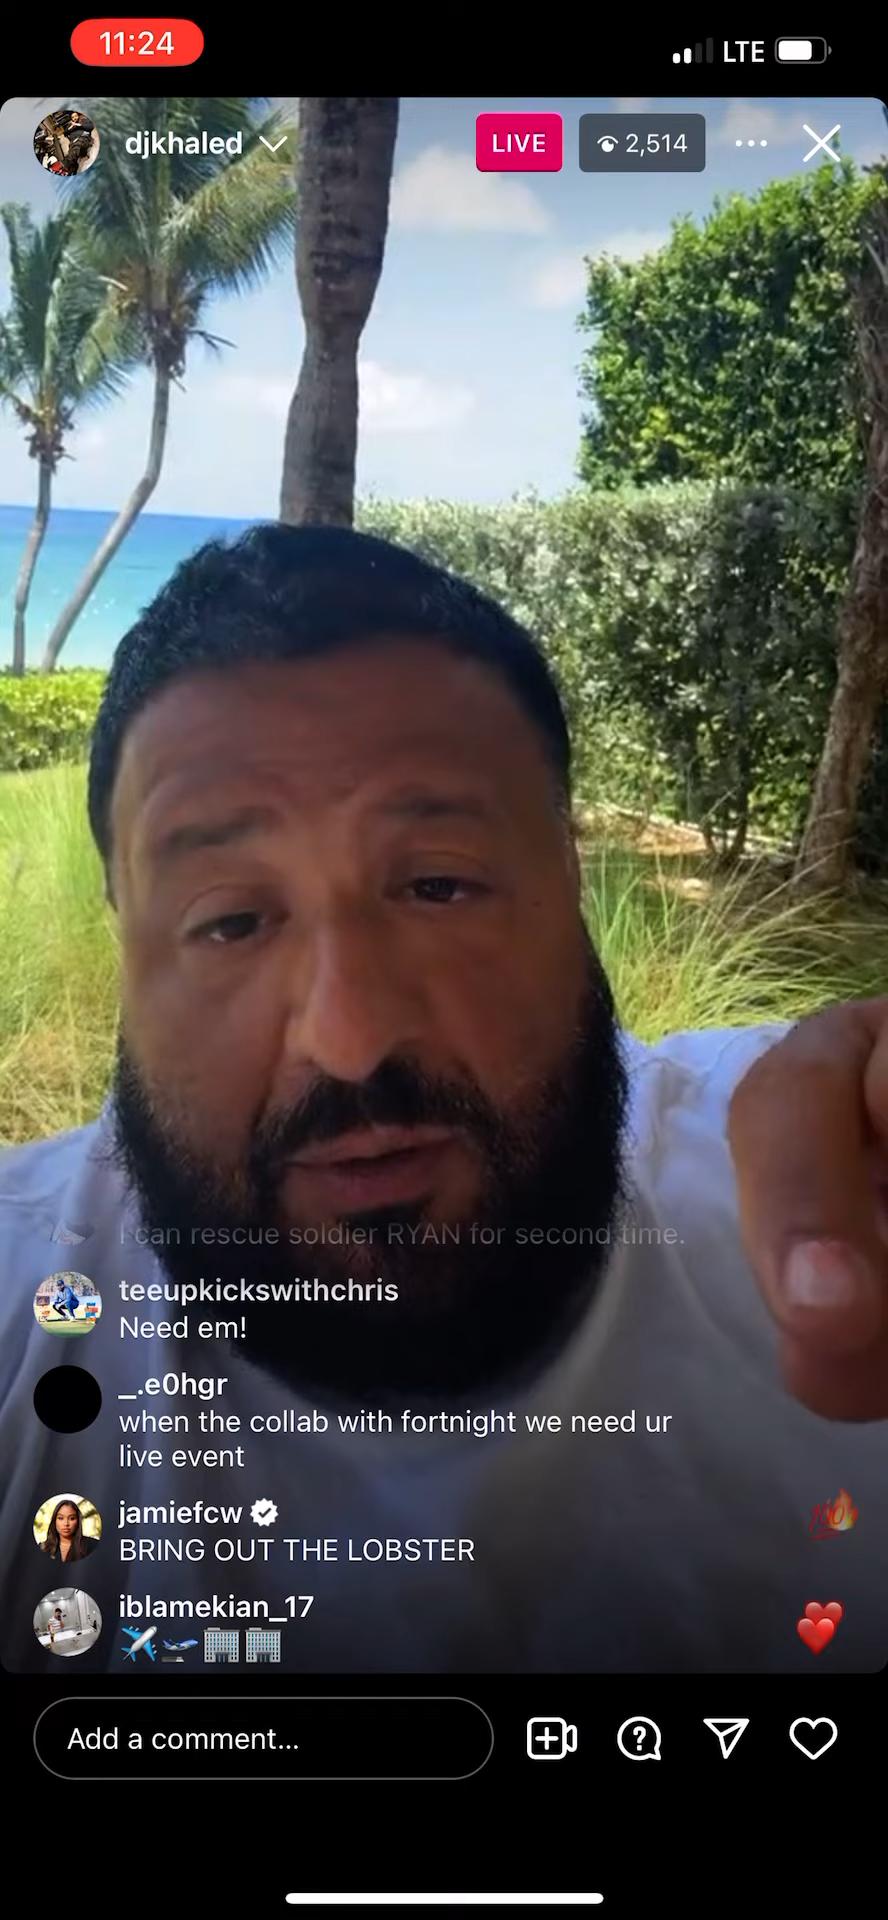 11:24
LTE
djkhaled
LIVE
2,514
I can rescue soldier RYAN for second time.
teeupkickswithchris
Need em!
_.e0hgr
when the collab with fortnight we need ur
live event
jamiefcw
BRING OUT THE LOBSTER
iblamekian_17
✈️🛫🏢🏢
Add a comment...